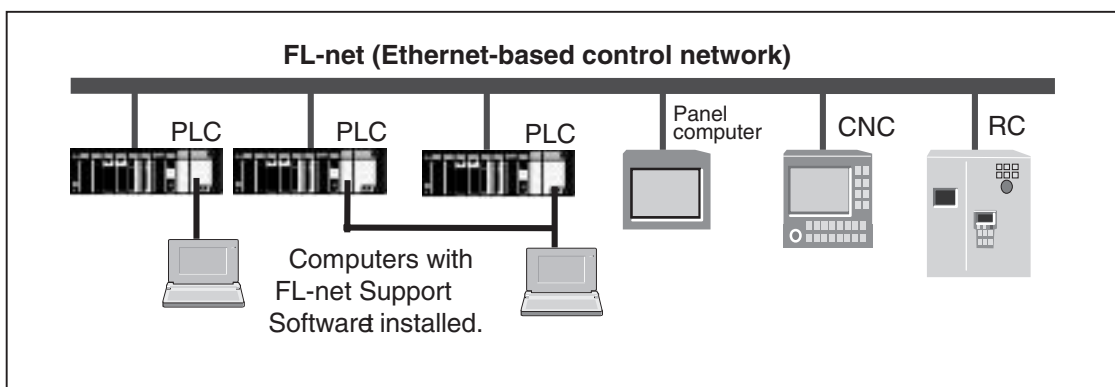 FL-net (Ethernet-based control network)
PLC
PLC
PLC
Panel
computer
CNC
RC
Computers with
FL-net Support
Software installed.